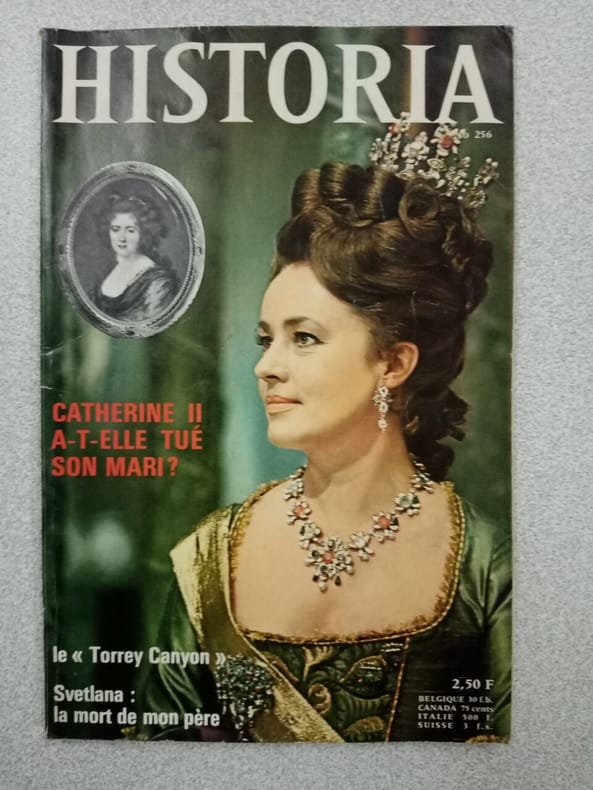 HISTORIA
No 256
CATHERINE II
A-T-ELLE TUÉ
SON MARI ?
le « Torrey Canyon »
Svetlana :
la mort de mon père
2,50 F
BELGIQUE 30 f.b.
CANADA 75 cents
ITALIE 500 l.
SUISSE 3 f.s.